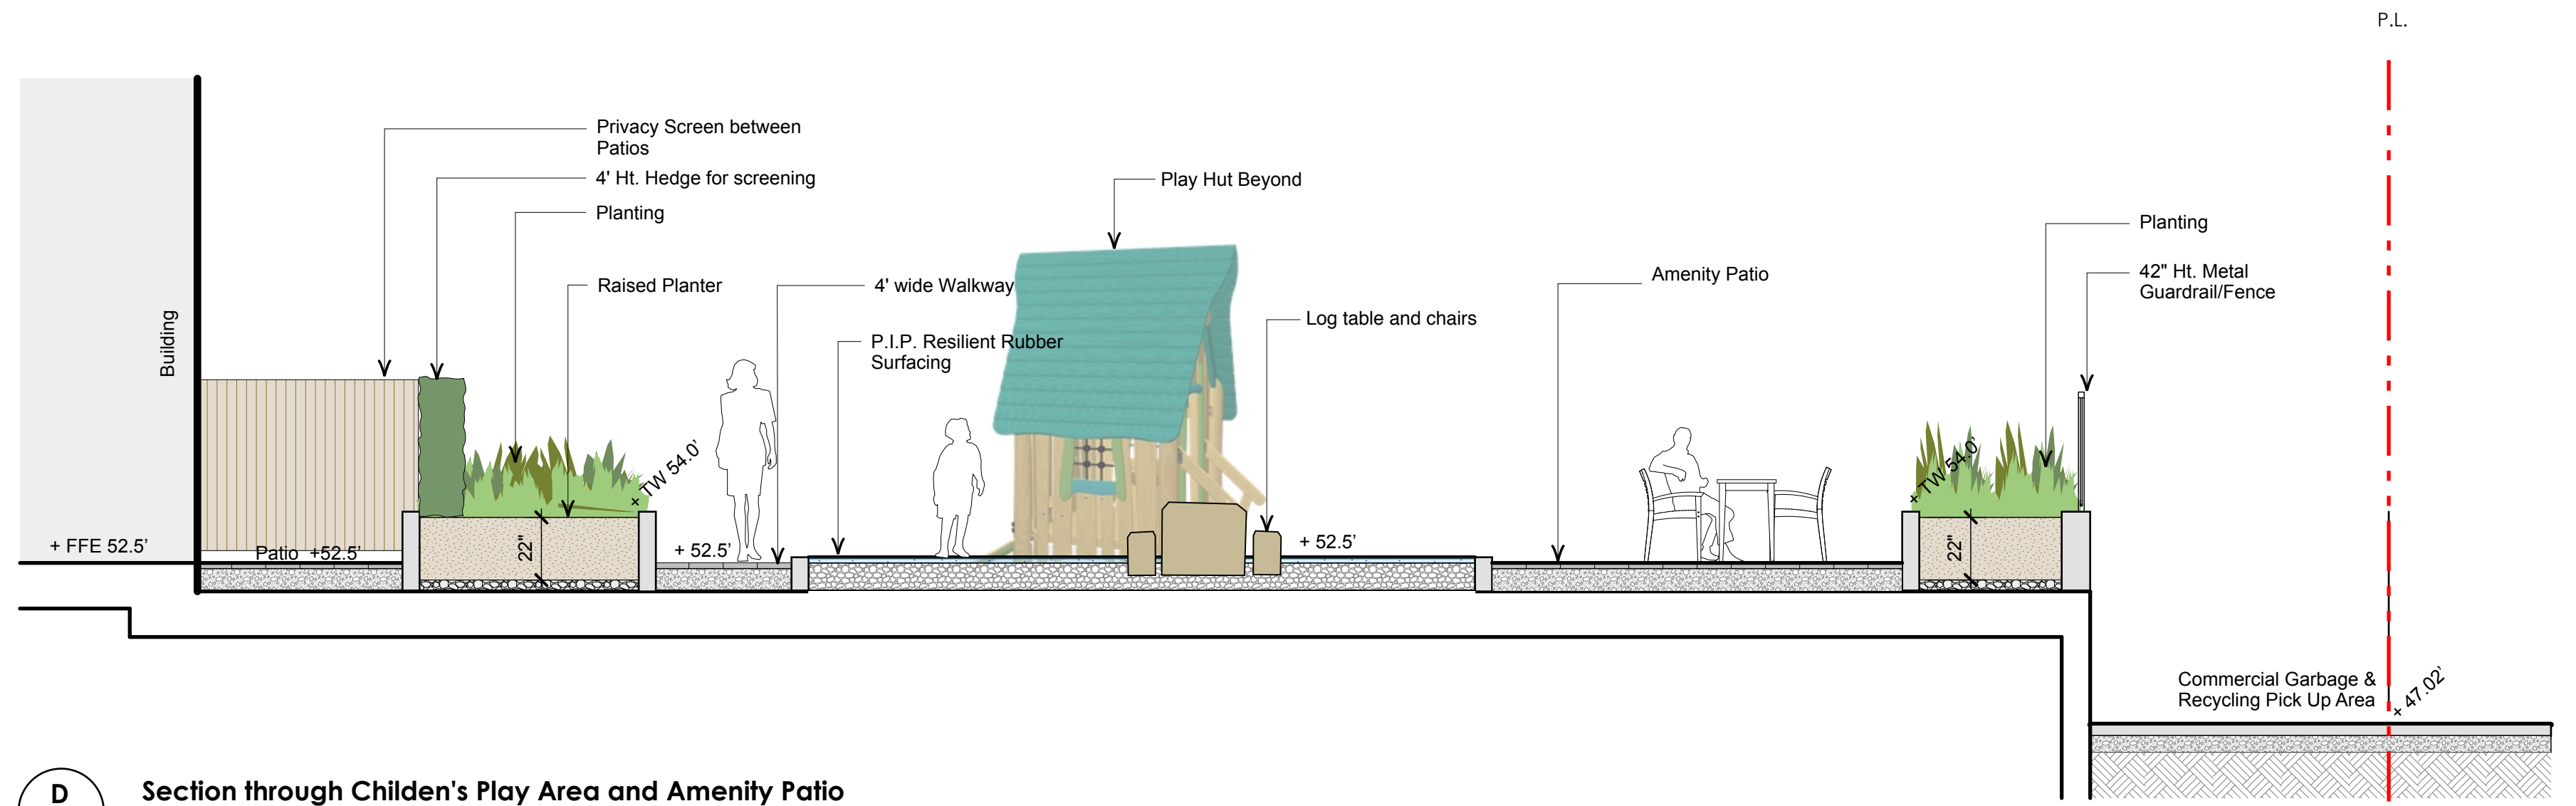 P.L.
Privacy Screen between
Patios
4' Ht. Hedge for screening
Planting
Raised Planter
4' wide Walkway
P.I.P. Resilient Rubber
Surfacing
Play Hut Beyond
Log table and chairs
Amenity Patio
Planting
42" Ht. Metal
Guardrail/Fence
Building
+ TW 54.0'
+ TW 54.0'
+ FFE 52.5'
Patio +52.5'
22"
+ 52.5'
+ 52.5'
22"
Commercial Garbage &
Recycling Pick Up Area
+ 47.02'
D
Section through Childen's Play Area and Amenity Patio